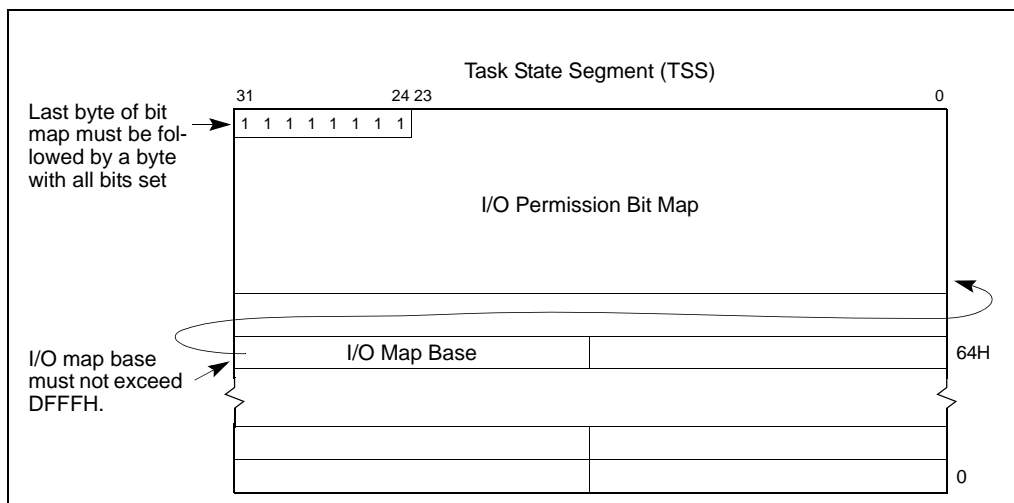 Task State Segment (TSS)
31 24 23 0
Last byte of bit
map must be fol-
lowed by a byte
with all bits set
1 1 1 1 1 1 1 1
I/O Permission Bit Map
I/O map base
must not exceed
DFFFH.
I/O Map Base
64H
0